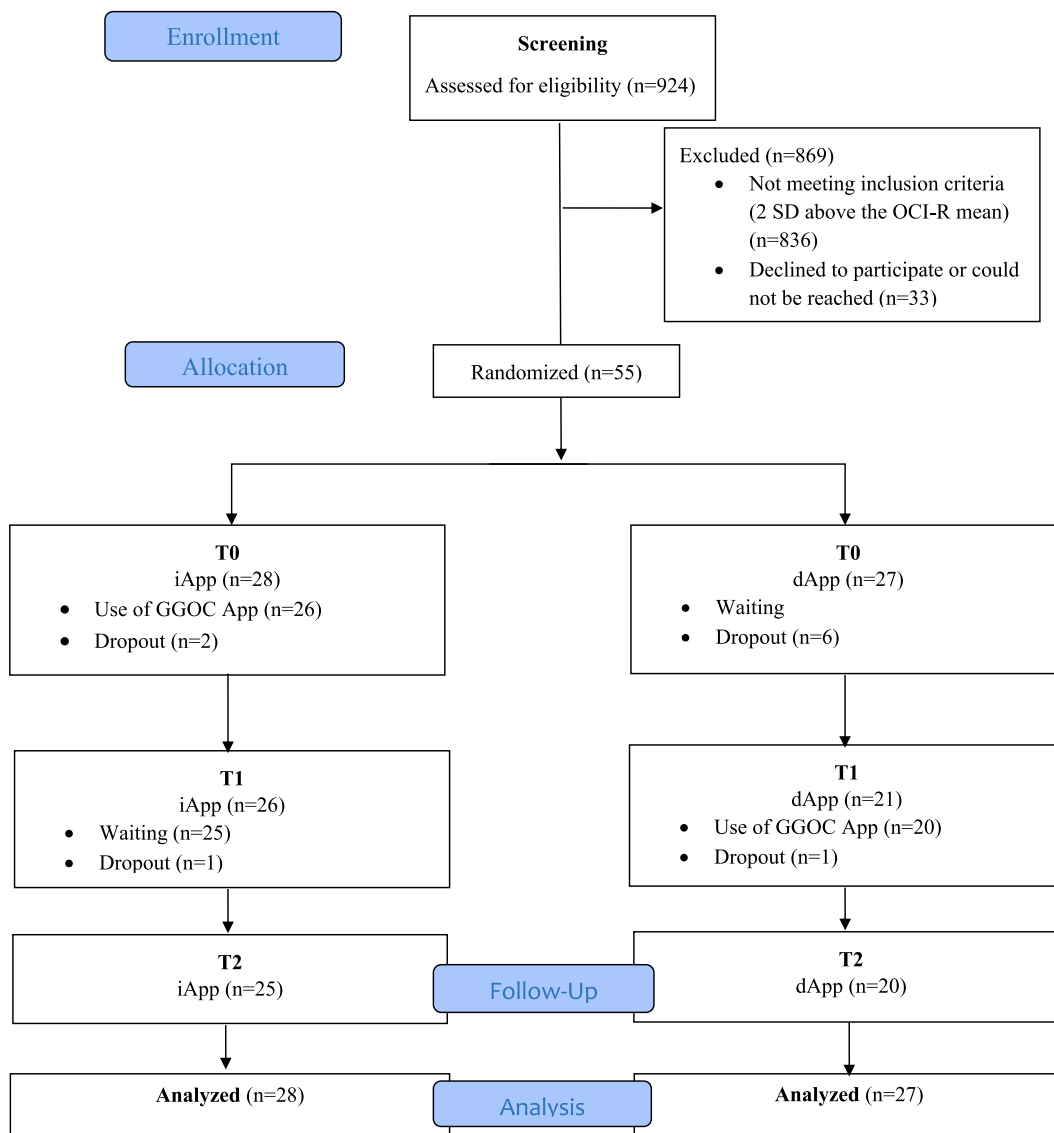 Enrollment
Screening
Assessed for eligibility (n=924)
Excluded (n=869)
• Not meeting inclusion criteria
(2 SD above the OCI-R mean)
(n=836)
• Declined to participate or could
not be reached (n=33)
Allocation
Randomized (n=55)
T0
iApp (n=28)
• Use of GGOC App (n=26)
• Dropout (n=2)
T0
dApp (n=27)
• Waiting
• Dropout (n=6)
T1
iApp (n=26)
• Waiting (n=25)
• Dropout (n=1)
T1
dApp (n=21)
• Use of GGOC App (n=20)
• Dropout (n=1)
T2
iApp (n=25)
Follow-Up
T2
dApp (n=20)
Analyzed (n=28)
Analysis
Analyzed (n=27)